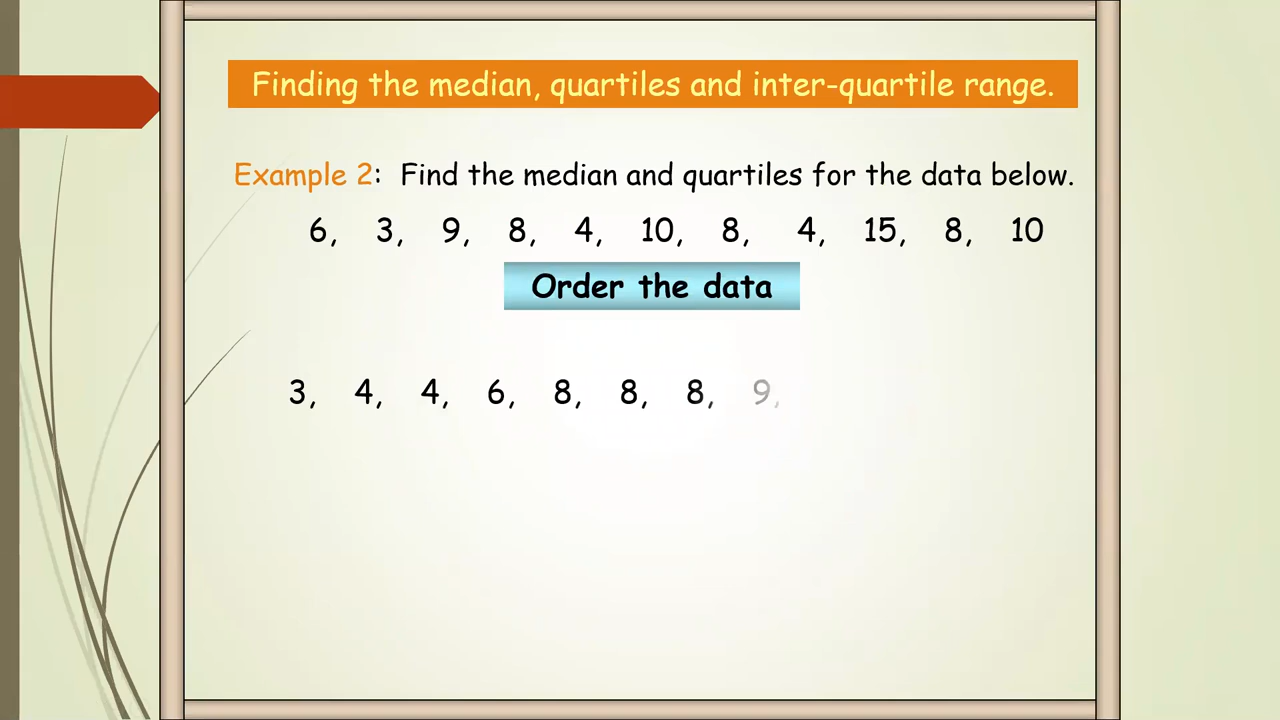 Finding the median, quartiles and inter-quartile range.
Example 2: Find the median and quartiles for the data below.
6, 3, 9, 8, 4, 10, 8, 4, 15, 8, 10
Order the data
3, 4, 4, 6, 8, 8, 8, 9,